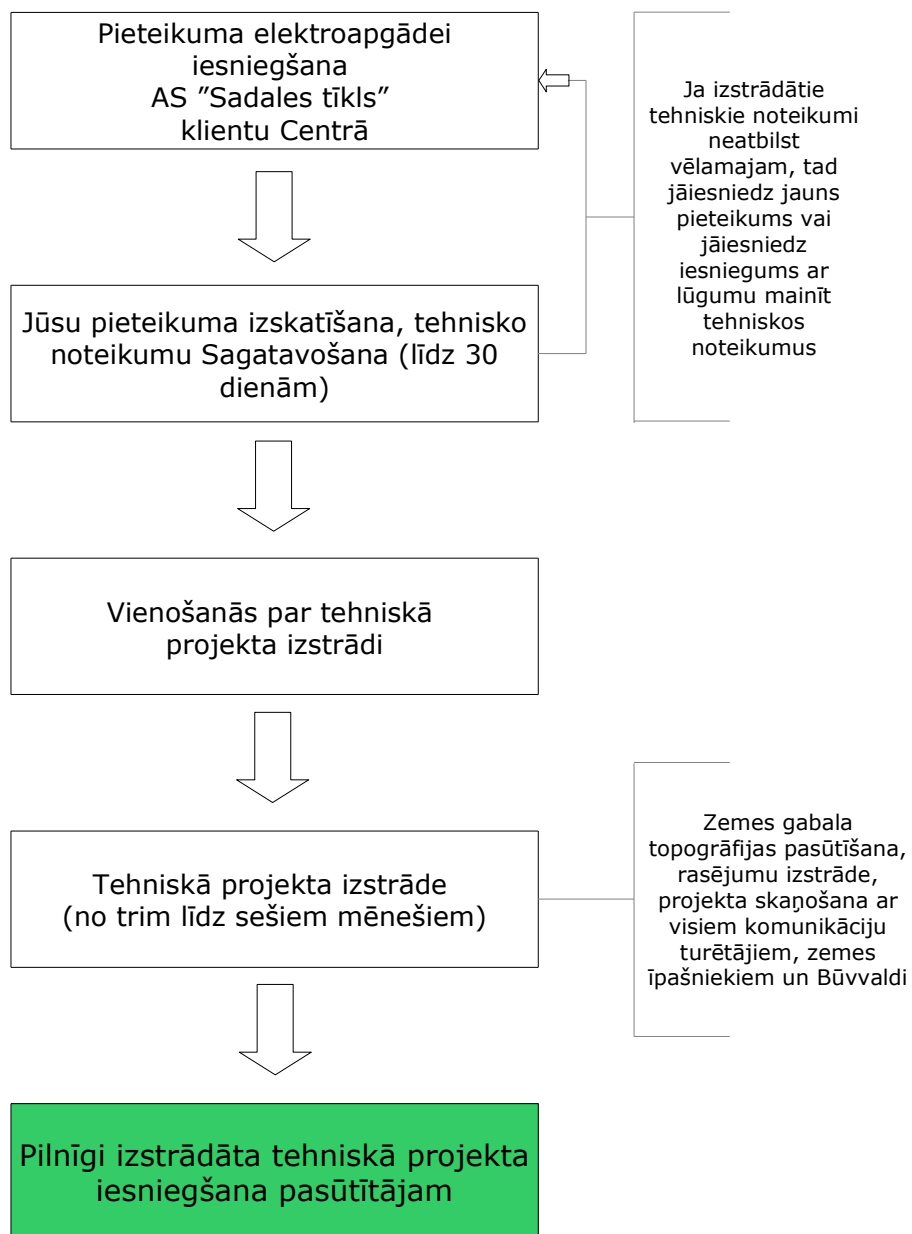 Pieteikuma elektroapgādei
iesniegšana
AS ”Sadales tīkls”
klientu Centrā
Ja izstrādātie
tehniskie noteikumi
neatbilst
vēlamajam, tad
jāiesniedz jauns
pieteikums vai
jāiesniedz
iesniegums ar
lūgumu mainīt
tehniskos
noteikumus
Jūsu pieteikuma izskatīšana, tehnisko
noteikumu Sagatavošana (līdz 30
dienām)
Vienošanās par tehniskā
projekta izstrādi
Tehniskā projekta izstrāde
(no trim līdz sešiem mēnešiem)
Zemes gabala
topogrāfijas pasūtīšana,
rasējumu izstrāde,
projekta skaņošana ar
visiem komunikāciju
turētājiem, zemes
īpašniekiem un Būvvaldi
Pilnīgi izstrādāta tehniskā projekta
iesniegšana pasūtītājam